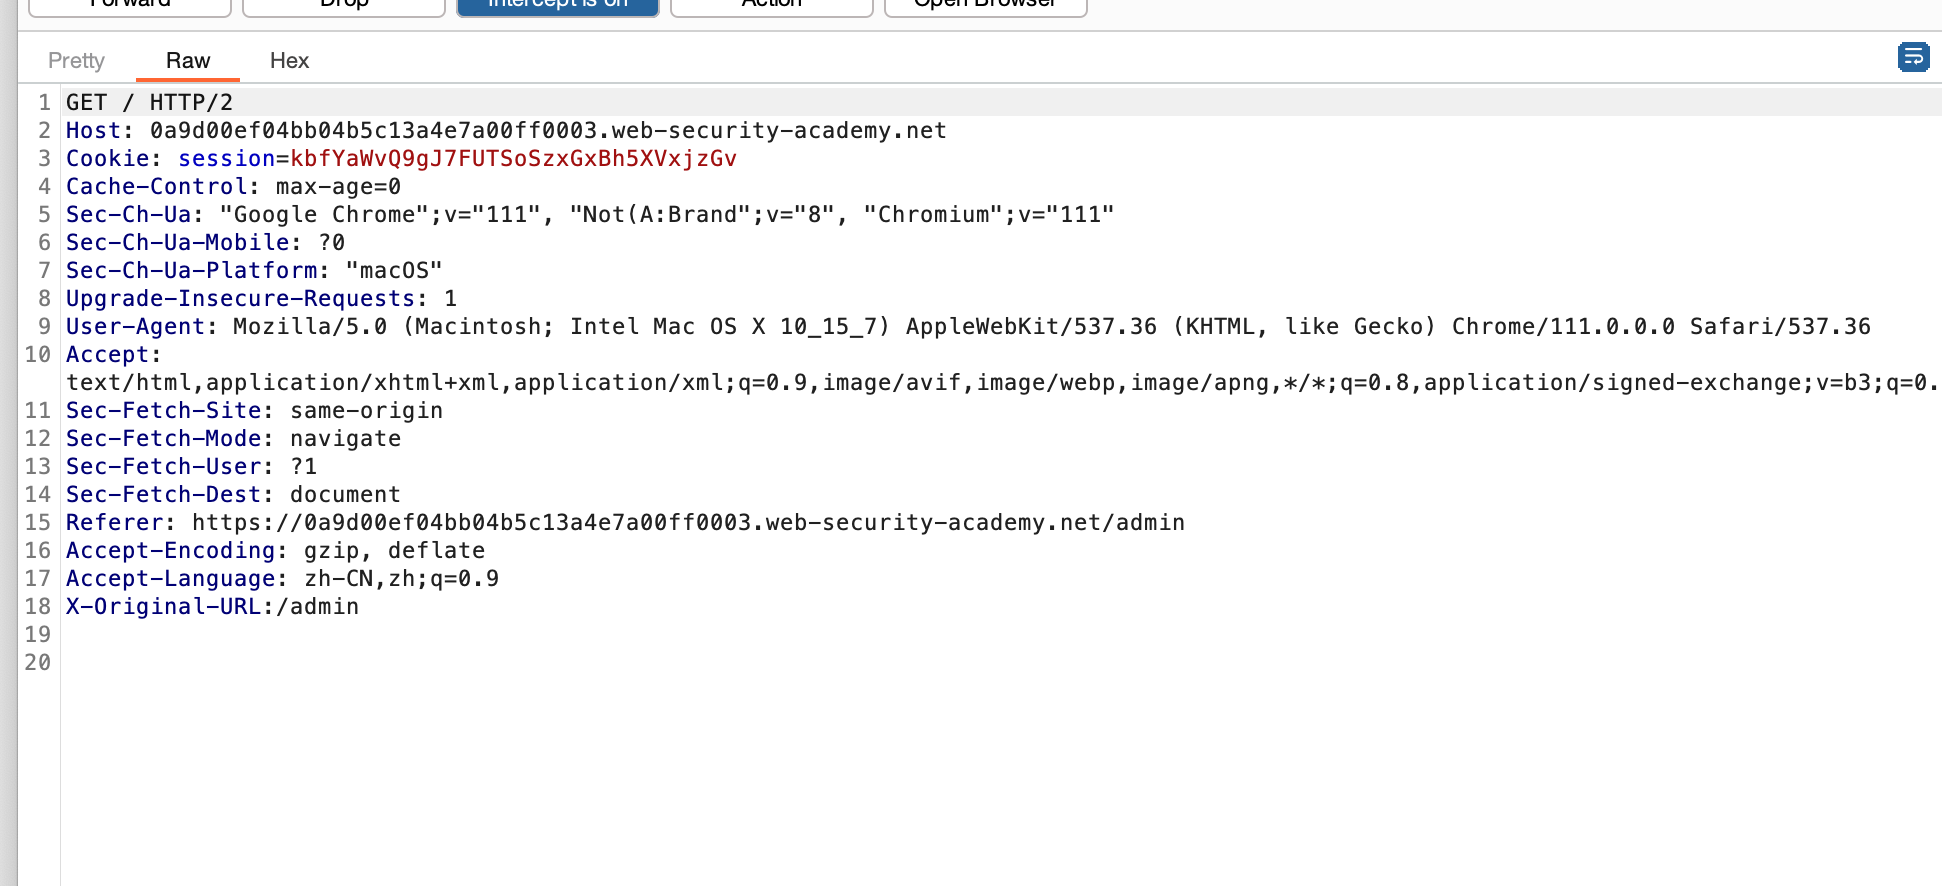 Forward Drop Intercept is on Action Open Browser
Pretty Raw Hex
1 GET / HTTP/2
2 Host: 0a9d00ef04bb04b5c13a4e7a00ff0003.web-security-academy.net
3 Cookie: session=kbfYaWvQ9gJ7FUTSoSzxGxBh5XVxjzGv
4 Cache-Control: max-age=0
5 Sec-Ch-Ua: "Google Chrome";v="111", "Not(A:Brand";v="8", "Chromium";v="111"
6 Sec-Ch-Ua-Mobile: ?0
7 Sec-Ch-Ua-Platform: "macOS"
8 Upgrade-Insecure-Requests: 1
9 User-Agent: Mozilla/5.0 (Macintosh; Intel Mac OS X 10_15_7) AppleWebKit/537.36 (KHTML, like Gecko) Chrome/111.0.0.0 Safari/537.36
10 Accept:
text/html,application/xhtml+xml,application/xml;q=0.9,image/avif,image/webp,image/apng,*/*;q=0.8,application/signed-exchange;v=b3;q=0.
11 Sec-Fetch-Site: same-origin
12 Sec-Fetch-Mode: navigate
13 Sec-Fetch-User: ?1
14 Sec-Fetch-Dest: document
15 Referer: https://0a9d00ef04bb04b5c13a4e7a00ff0003.web-security-academy.net/admin
16 Accept-Encoding: gzip, deflate
17 Accept-Language: zh-CN,zh;q=0.9
18 X-Original-URL:/admin
19
20